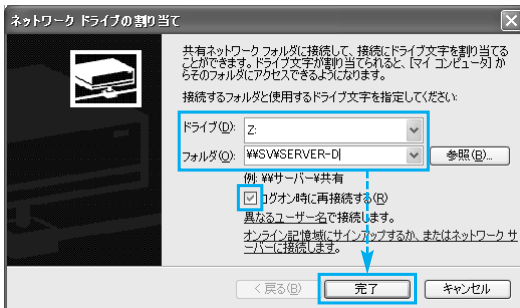 ネットワーク ドライブの割り当て
共有ネットワーク フォルダに接続して、接続にドライブ文字を割り当てる
ことができます。ドライブ文字が割り当てられると、[マイ コンピュータ] か
らそのフォルダにアクセスできるようになります。
接続するフォルダと使用するドライブ文字を指定してください:
ドライブ(D): Z:
フォルダ(O): ¥¥SV¥SERVER-D 参照(B)...
例: ¥¥サーバー¥共有
ログオン時に再接続する(R)
異なるユーザー名で接続します。
オンライン記憶域にサインアップするか、またはネットワーク サ
ーバーに接続します。
< 戻る(B) 完了 キャンセル